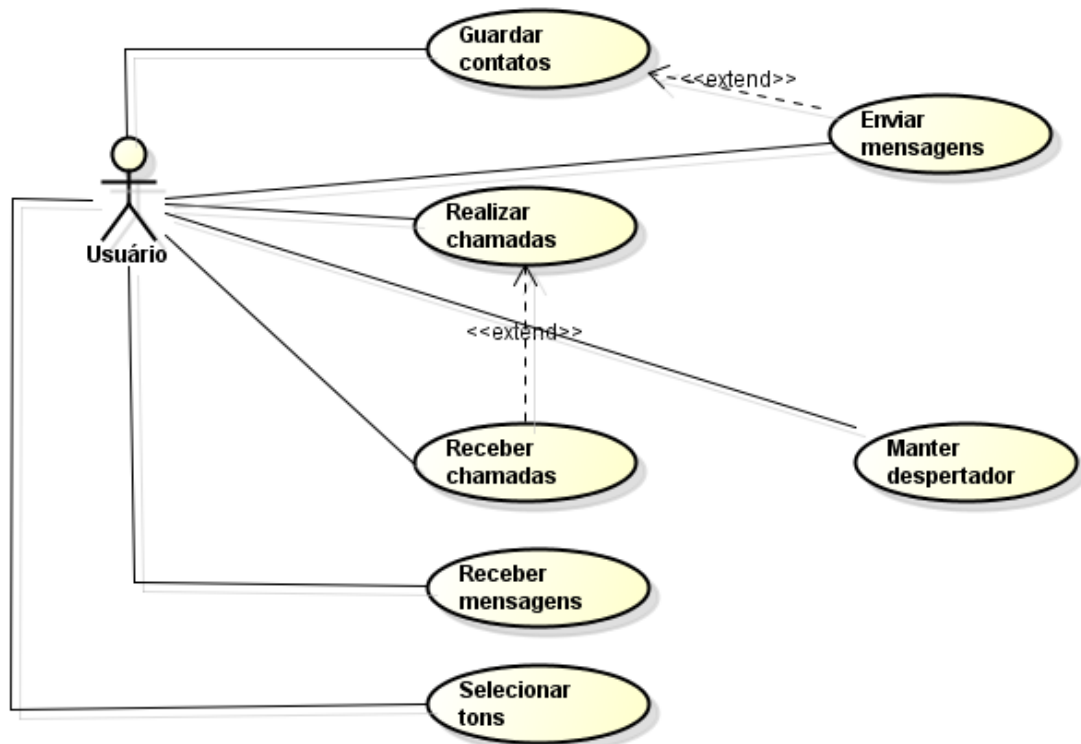 Guardar
contatos
<<extend>>
Enviar
mensagens
Realizar
chamadas
Usuário
<<extend>>
Receber
chamadas
Manter
despertador
Receber
mensagens
Selecionar
tons